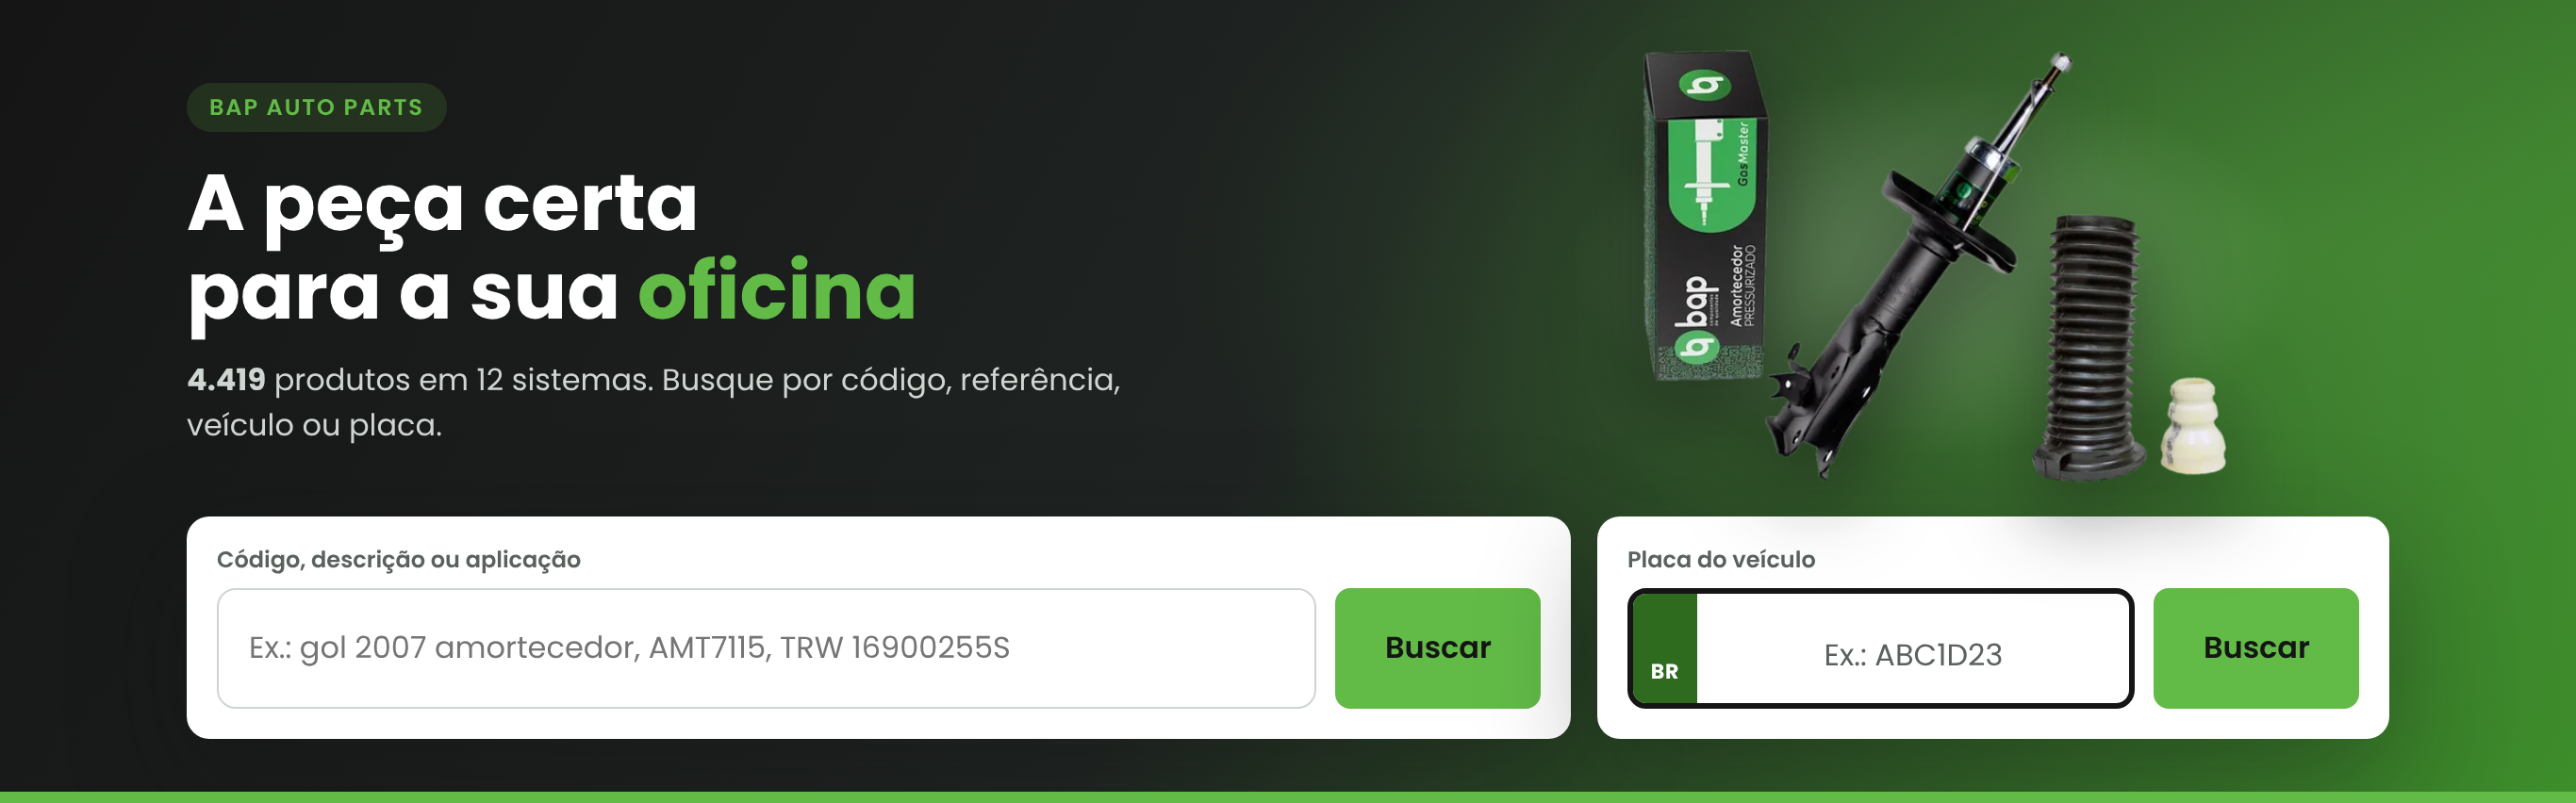 BAP AUTO PARTS
A peça certa
para a sua oficina
4.419 produtos em 12 sistemas. Busque por código, referência,
veículo ou placa.
GasMaster
bap
Amortecedor
PRESSURIZADO
Código, descrição ou aplicação
Ex.: gol 2007 amortecedor, AMT7115, TRW 16900255S
Buscar
Placa do veículo
BR
Ex.: ABC1D23
Buscar